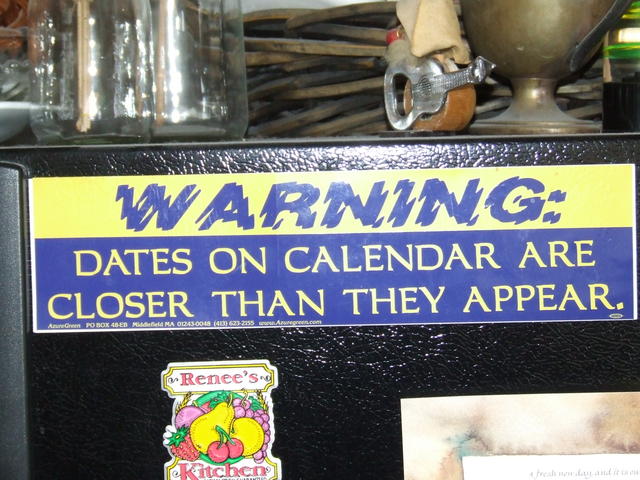 WARNING:
DATES ON CALENDAR ARE
CLOSER THAN THEY APPEAR.
AzureGreen PO BOX 48-EB Middlefield MA 01243-0048 (413) 623-2155 www.Azuregreen.com
Renee's
Kitchen
a fresh new day, and it is ou